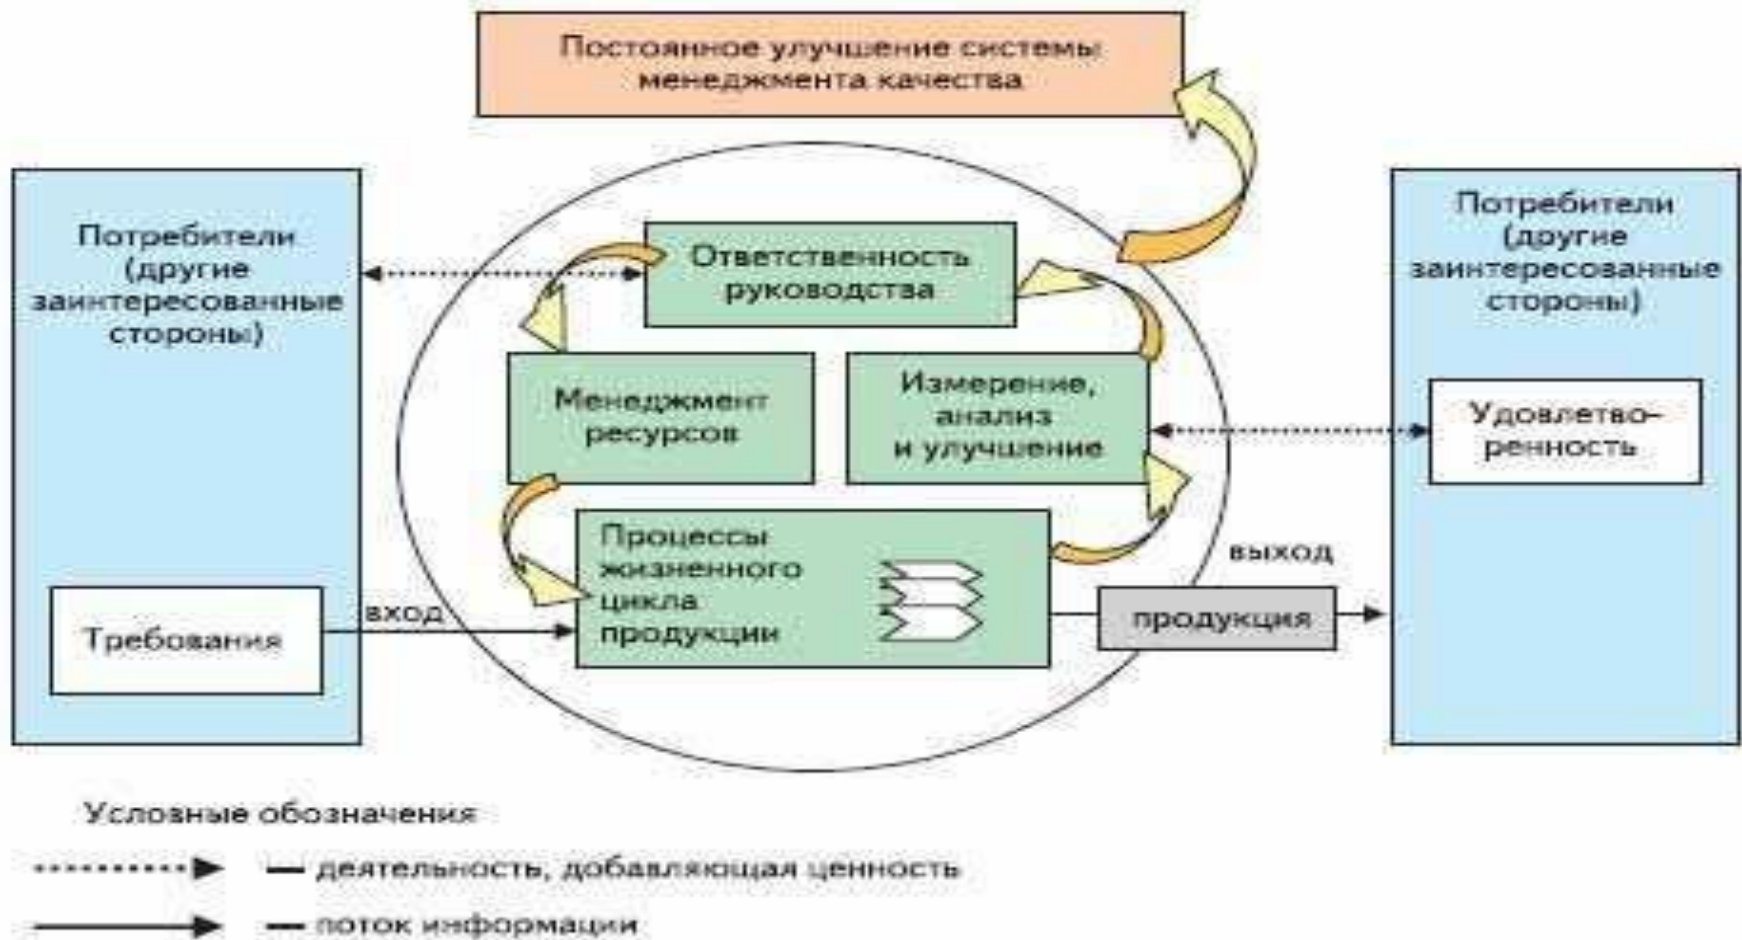 Постоянное улучшение системы
менеджмента качества
Потребители
(другие
заинтересованные
стороны)
Требования
вход
Ответственность
руководства
Менеджмент
ресурсов
Измерение,
анализ
и улучшение
Процессы
жизненного
цикла
продукции
выход
продукция
Потребители
(другие
заинтересованные
стороны)
Удовлетво-
ренность
Условные обозначения
— деятельность, добавляющая ценность
— поток информации